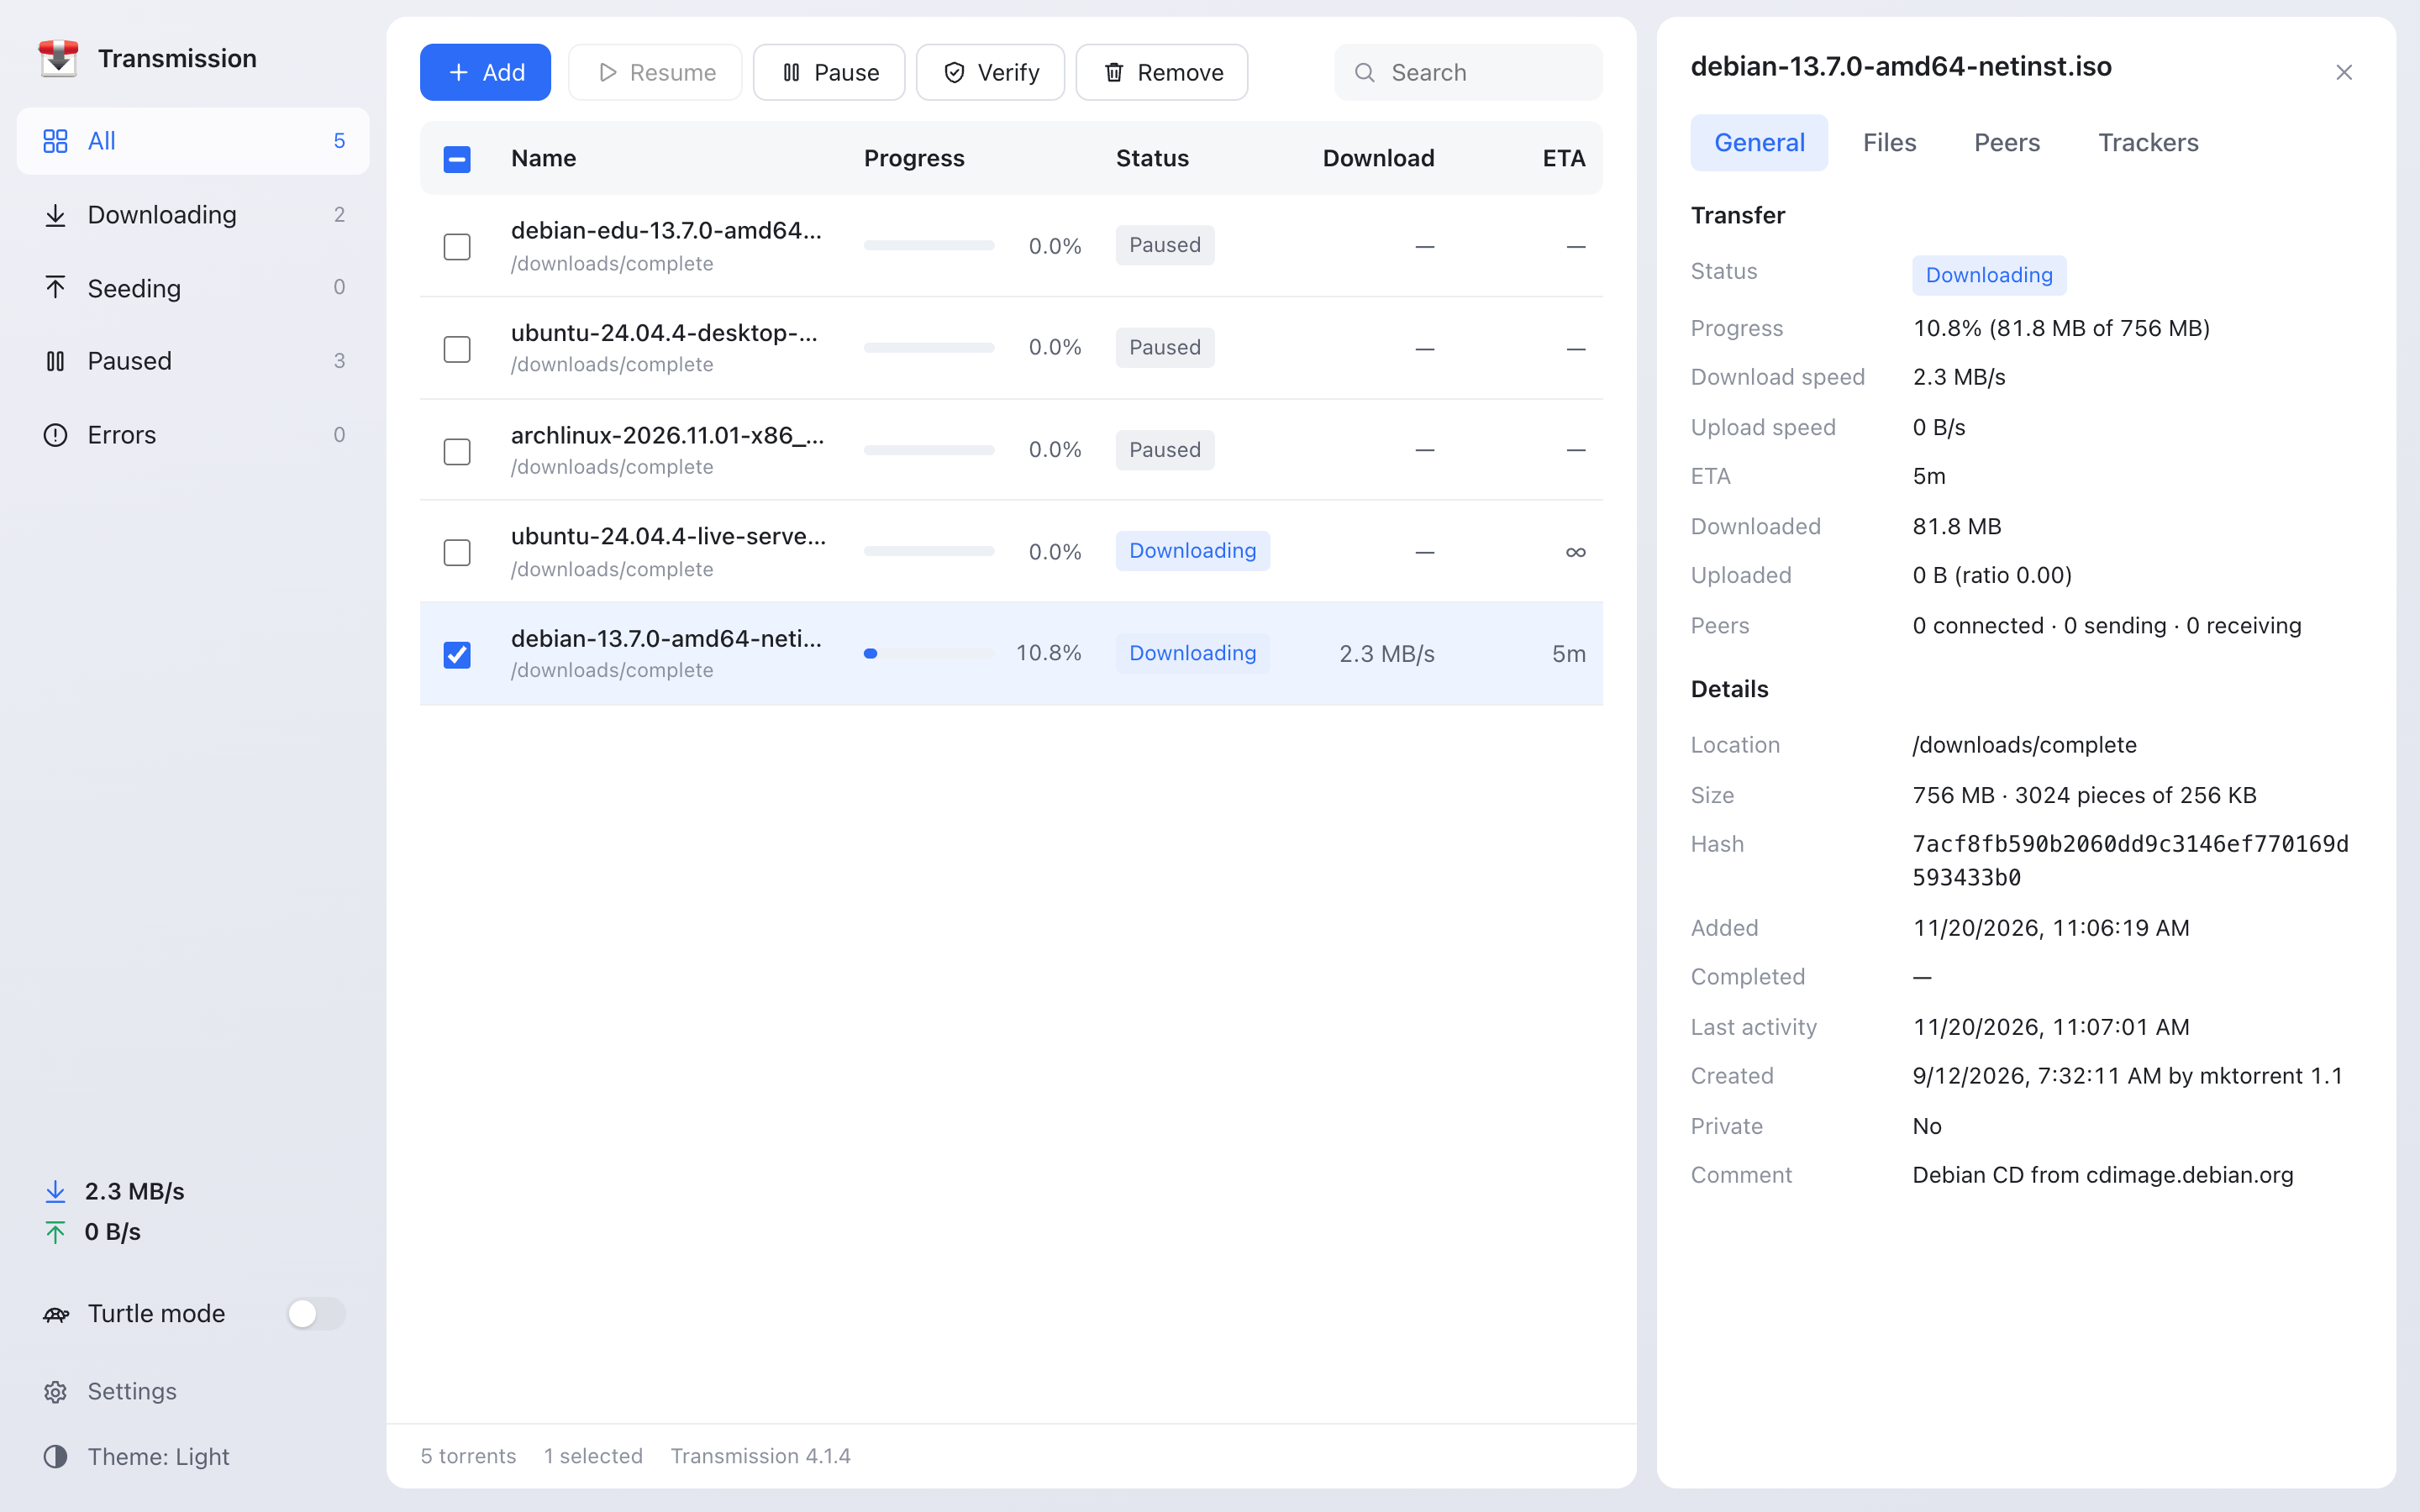 Transmission
All 5
Downloading 2
Seeding 0
Paused 3
Errors 0
2.3 MB/s
0 B/s
Turtle mode
Settings
Theme: Light
Add Resume Pause Verify Remove Search
Name Progress Status Download ETA
debian-edu-13.7.0-amd64...
/downloads/complete
0.0% Paused — —
ubuntu-24.04.4-desktop-...
/downloads/complete
0.0% Paused — —
archlinux-2026.11.01-x86_...
/downloads/complete
0.0% Paused — —
ubuntu-24.04.4-live-serve...
/downloads/complete
0.0% Downloading — ∞
debian-13.7.0-amd64-neti...
/downloads/complete
10.8% Downloading 2.3 MB/s 5m
5 torrents 1 selected Transmission 4.1.4
debian-13.7.0-amd64-netinst.iso
General Files Peers Trackers
Transfer
Status Downloading
Progress 10.8% (81.8 MB of 756 MB)
Download speed 2.3 MB/s
Upload speed 0 B/s
ETA 5m
Downloaded 81.8 MB
Uploaded 0 B (ratio 0.00)
Peers 0 connected · 0 sending · 0 receiving
Details
Location /downloads/complete
Size 756 MB · 3024 pieces of 256 KB
Hash 7acf8fb590b2060dd9c3146ef770169d
593433b0
Added 11/20/2026, 11:06:19 AM
Completed —
Last activity 11/20/2026, 11:07:01 AM
Created 9/12/2026, 7:32:11 AM by mktorrent 1.1
Private No
Comment Debian CD from cdimage.debian.org